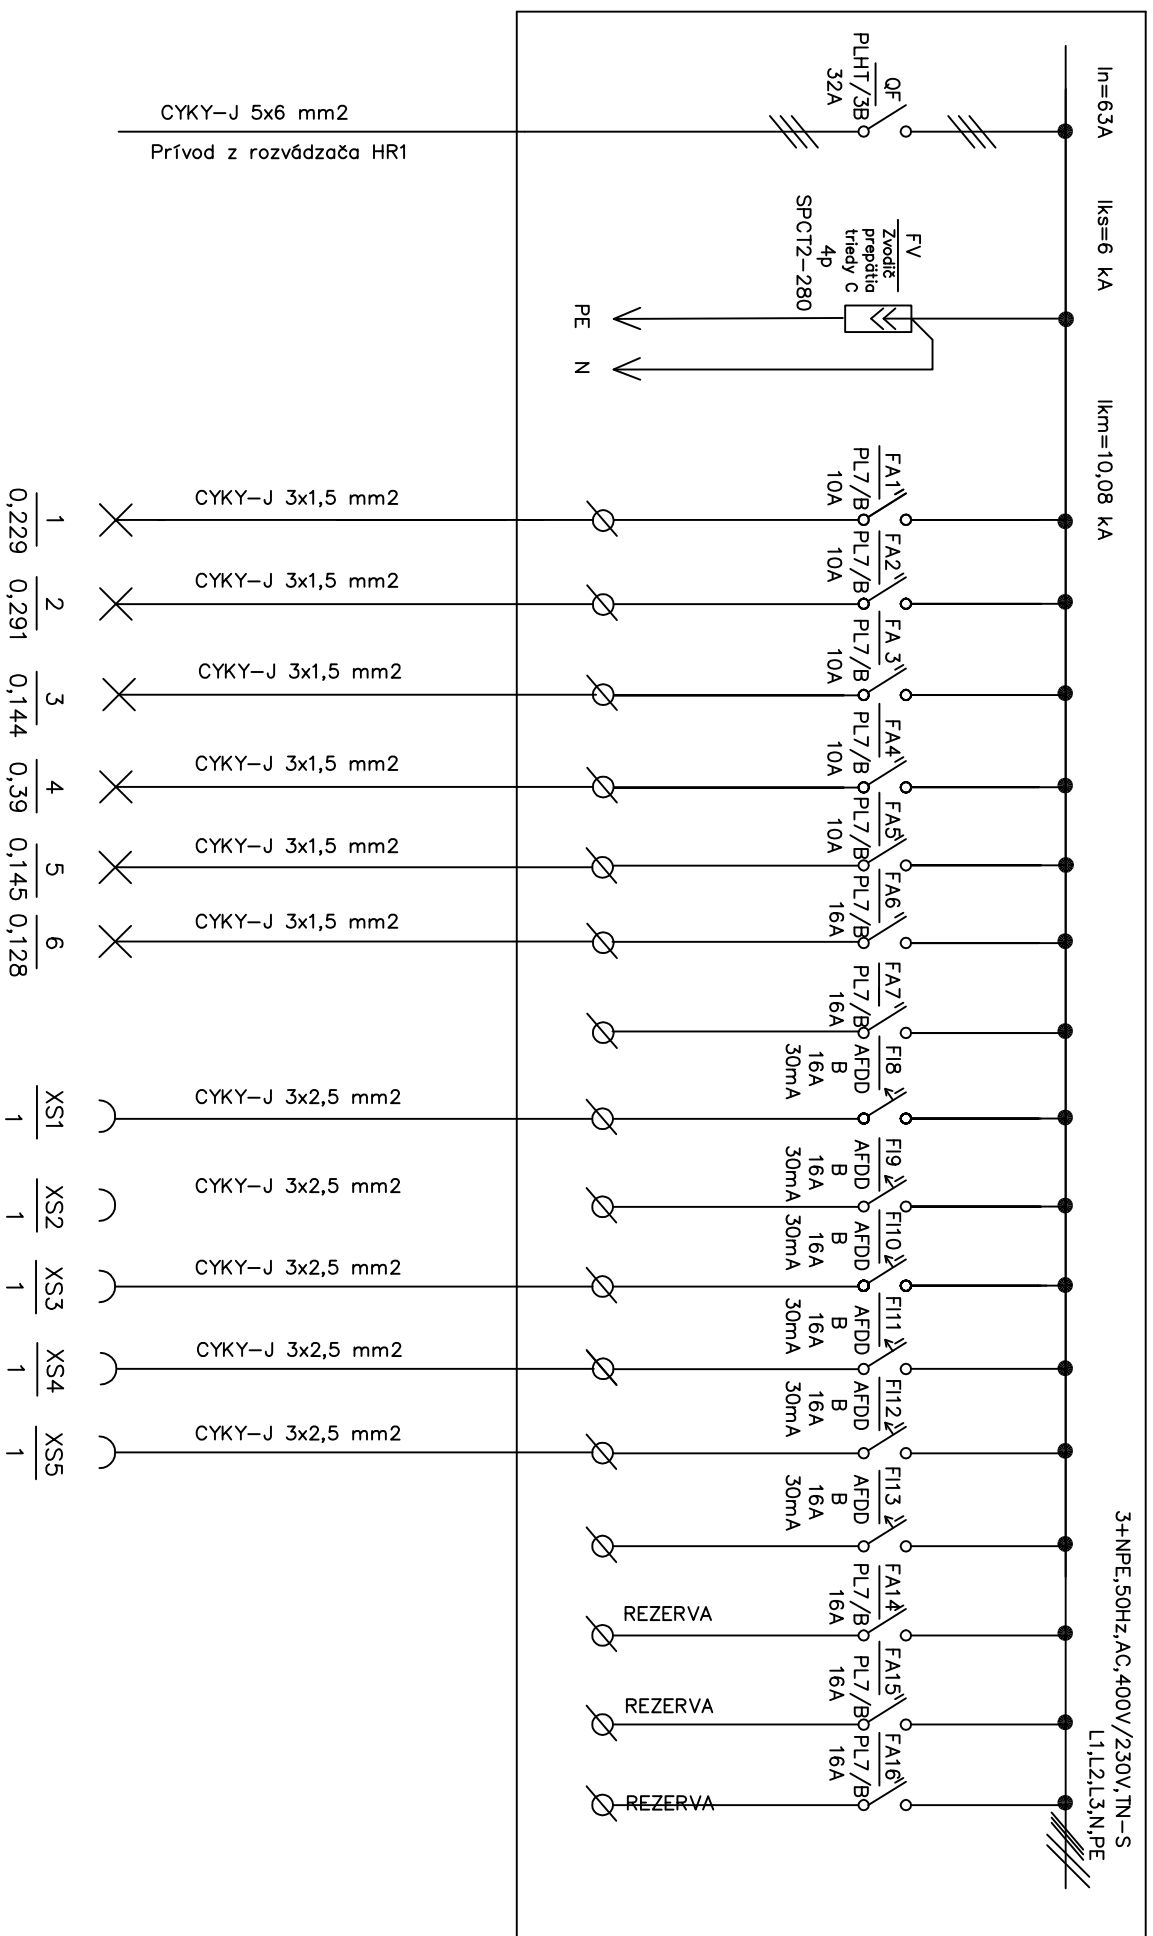 In=63A
Iks=6 kA
Ikm=10,08 kA
3+NPE,50Hz,AC,400V/230V,TN-S
L1,L2,L3,N,PE
QF
PLHT/3B
32A
CYKY-J 5x6 mm2
Prívod z rozvádzača HR1
FV
Zvodič
prepätia
triedy C
4p
SPCT2-280
PE
N
FA1
PL7/B
10A
CYKY-J 3x1,5 mm2
1
0,229
FA2
PL7/B
10A
CYKY-J 3x1,5 mm2
2
0,291
FA 3
PL7/B
10A
CYKY-J 3x1,5 mm2
3
0,144
FA4
PL7/B
10A
CYKY-J 3x1,5 mm2
4
0,39
FA5
PL7/B
10A
CYKY-J 3x1,5 mm2
5
0,145
FA6
PL7/B
16A
CYKY-J 3x1,5 mm2
6
0,128
FA7
PL7/B
16A
FI8
AFDD
B
16A
30mA
CYKY-J 3x2,5 mm2
XS1
1
FI9
AFDD
B
16A
30mA
CYKY-J 3x2,5 mm2
XS2
1
FI10
AFDD
B
16A
30mA
CYKY-J 3x2,5 mm2
XS3
1
FI11
AFDD
B
16A
30mA
CYKY-J 3x2,5 mm2
XS4
1
FI12
AFDD
B
16A
30mA
CYKY-J 3x2,5 mm2
XS5
1
FI13
AFDD
B
16A
30mA
FA14
PL7/B
16A
REZERVA
FA15
PL7/B
16A
REZERVA
FA16
PL7/B
16A
REZERVA